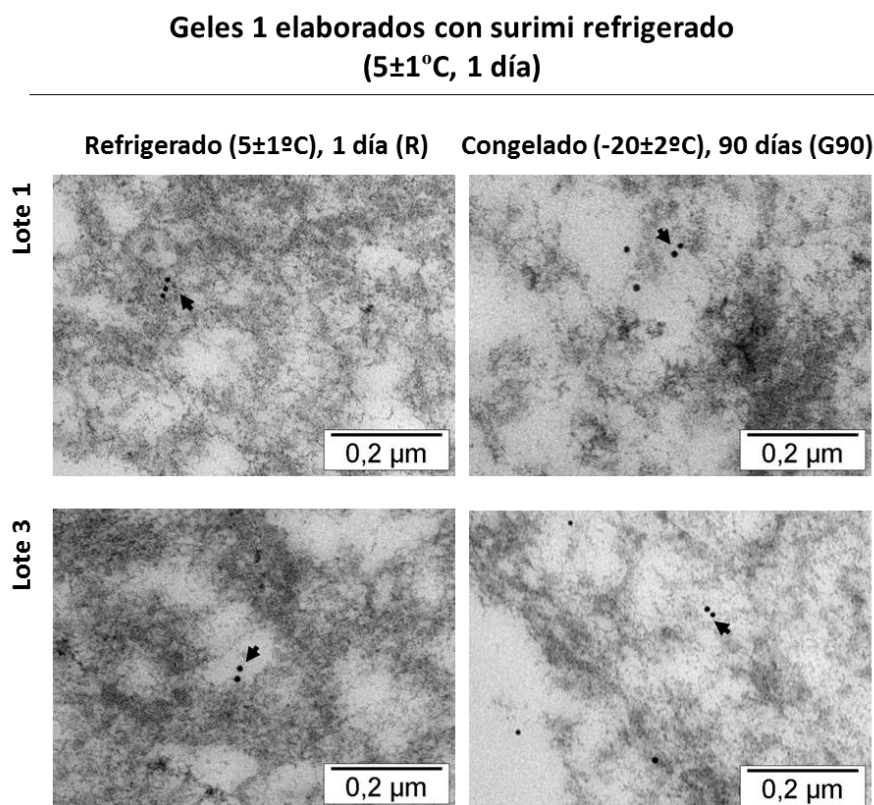 Geles 1 elaborados con surimi refrigerado
(5±1ºC, 1 día)
Refrigerado (5±1ºC), 1 día (R)
Congelado (-20±2ºC), 90 días (G90)
Lote 1
0,2 µm
0,2 µm
Lote 3
0,2 µm
0,2 µm